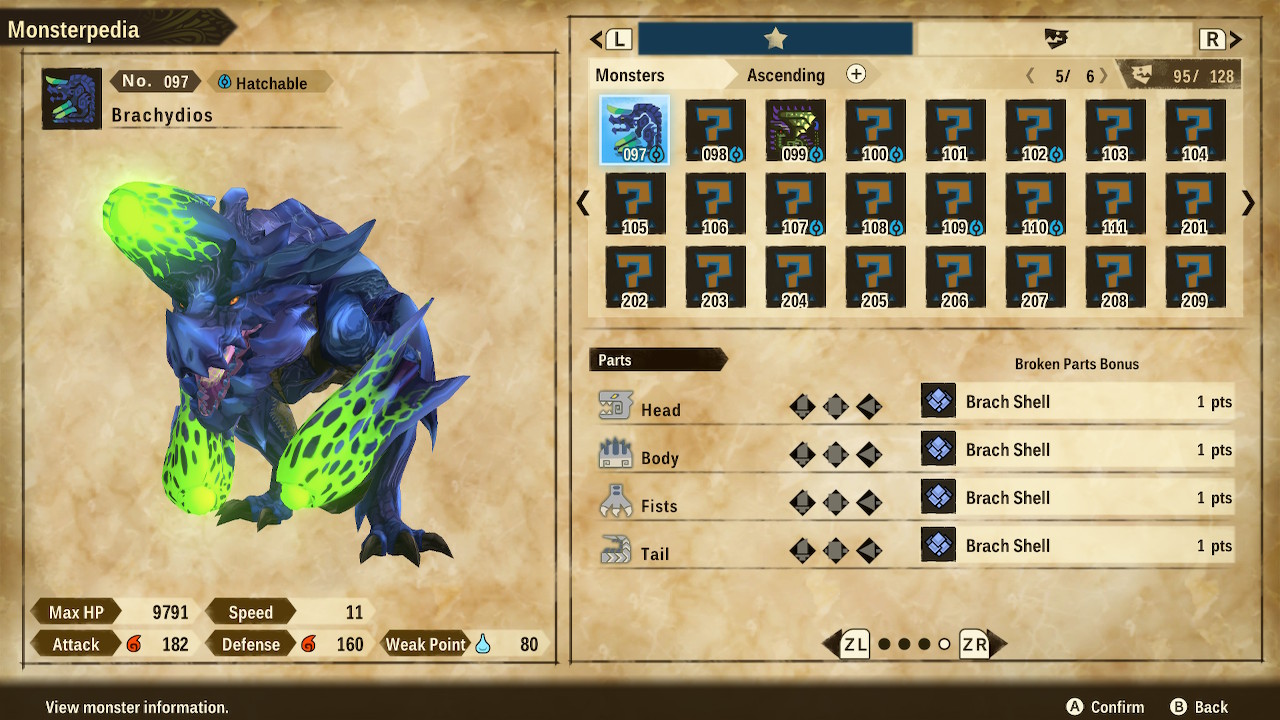 Monsterpedia
No. 097
Hatchable
Brachydios
Max HP 9791
Speed 11
Attack 182
Defense 160
Weak Point 80
L
R
Monsters
Ascending
5/ 6
95/ 128
097
098
099
100
101
102
103
104
105
106
107
108
109
110
111
201
202
203
204
205
206
207
208
209
Parts
Broken Parts Bonus
Head
Brach Shell 1 pts
Body
Brach Shell 1 pts
Fists
Brach Shell 1 pts
Tail
Brach Shell 1 pts
ZL
ZR
View monster information.
A Confirm
B Back